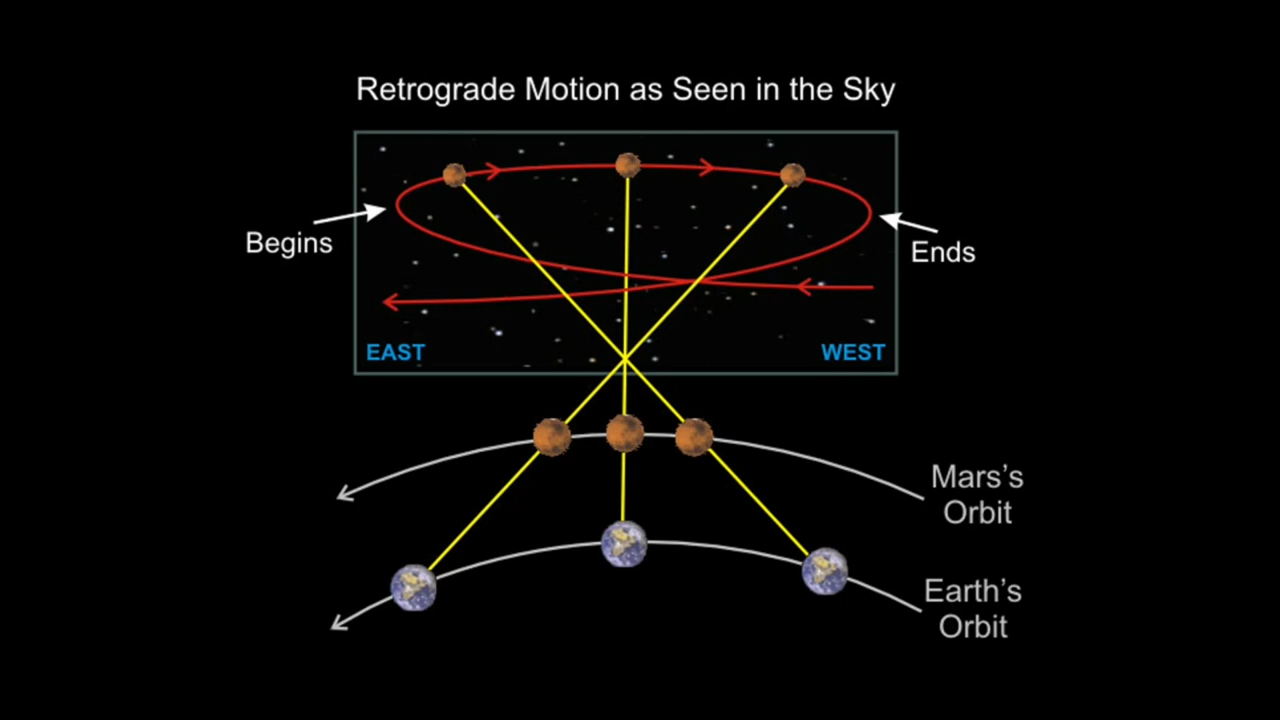 Retrograde Motion as Seen in the Sky
Begins
Ends
EAST
WEST
Mars's
Orbit
Earth's
Orbit